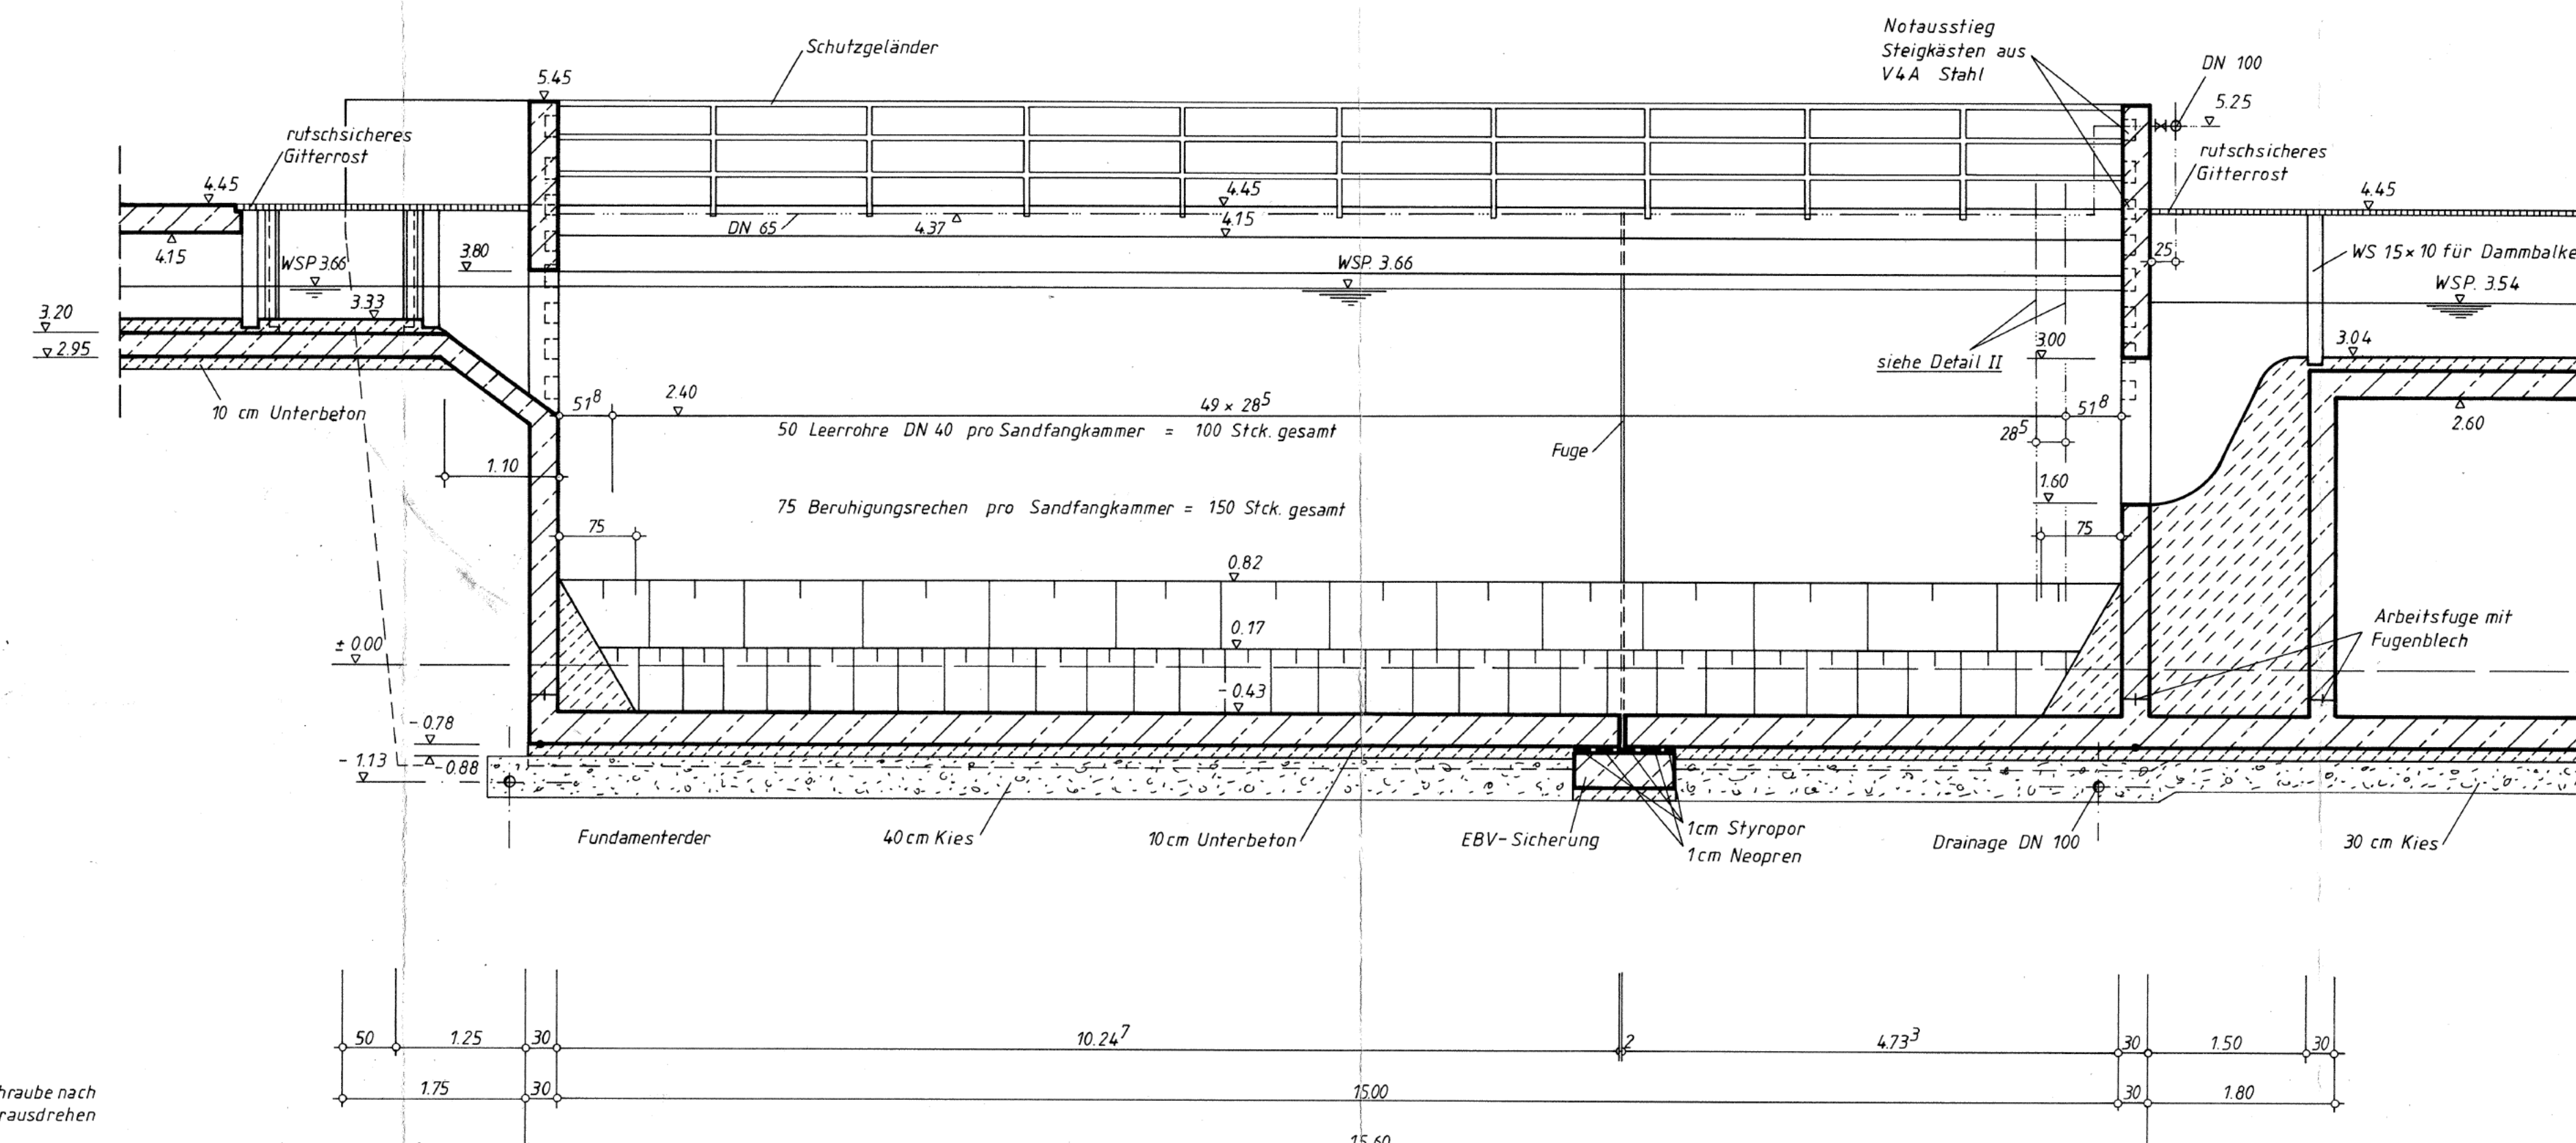 Schutzgeländer
Notausstieg
Steigkästen aus
V4A Stahl
DN 100
5.25
5.45
rutschsicheres
Gitterrost
rutschsicheres
Gitterrost
4.45
4.45
4.45
4.15
DN 65
4.37
4.15
WSP 3.66
3.80
WSP. 3.66
25
WS 15 × 10 für Dammbalke
WSP. 3.54
3.33
3.20
2.95
3.00
3.04
siehe Detail II
10 cm Unterbeton
51⁸
2.40
49 × 28⁵
51⁸
50 Leerrohre DN 40 pro Sandfangkammer = 100 Stck. gesamt
28⁵
2.60
Fuge
1.10
1.60
75 Beruhigungsrechen pro Sandfangkammer = 150 Stck. gesamt
75
75
0.82
0.17
± 0.00
Arbeitsfuge mit
Fugenblech
- 0.43
- 0.78
- 1.13
-0.88
Fundamenterder
40 cm Kies
10 cm Unterbeton
EBV-Sicherung
1cm Styropor
1cm Neopren
Drainage DN 100
30 cm Kies
50
1.25
30
10.24⁷
2
4.73³
30
1.50
30
hraube nach
rausdrehen
1.75
30
15.00
30
1.80
15.60